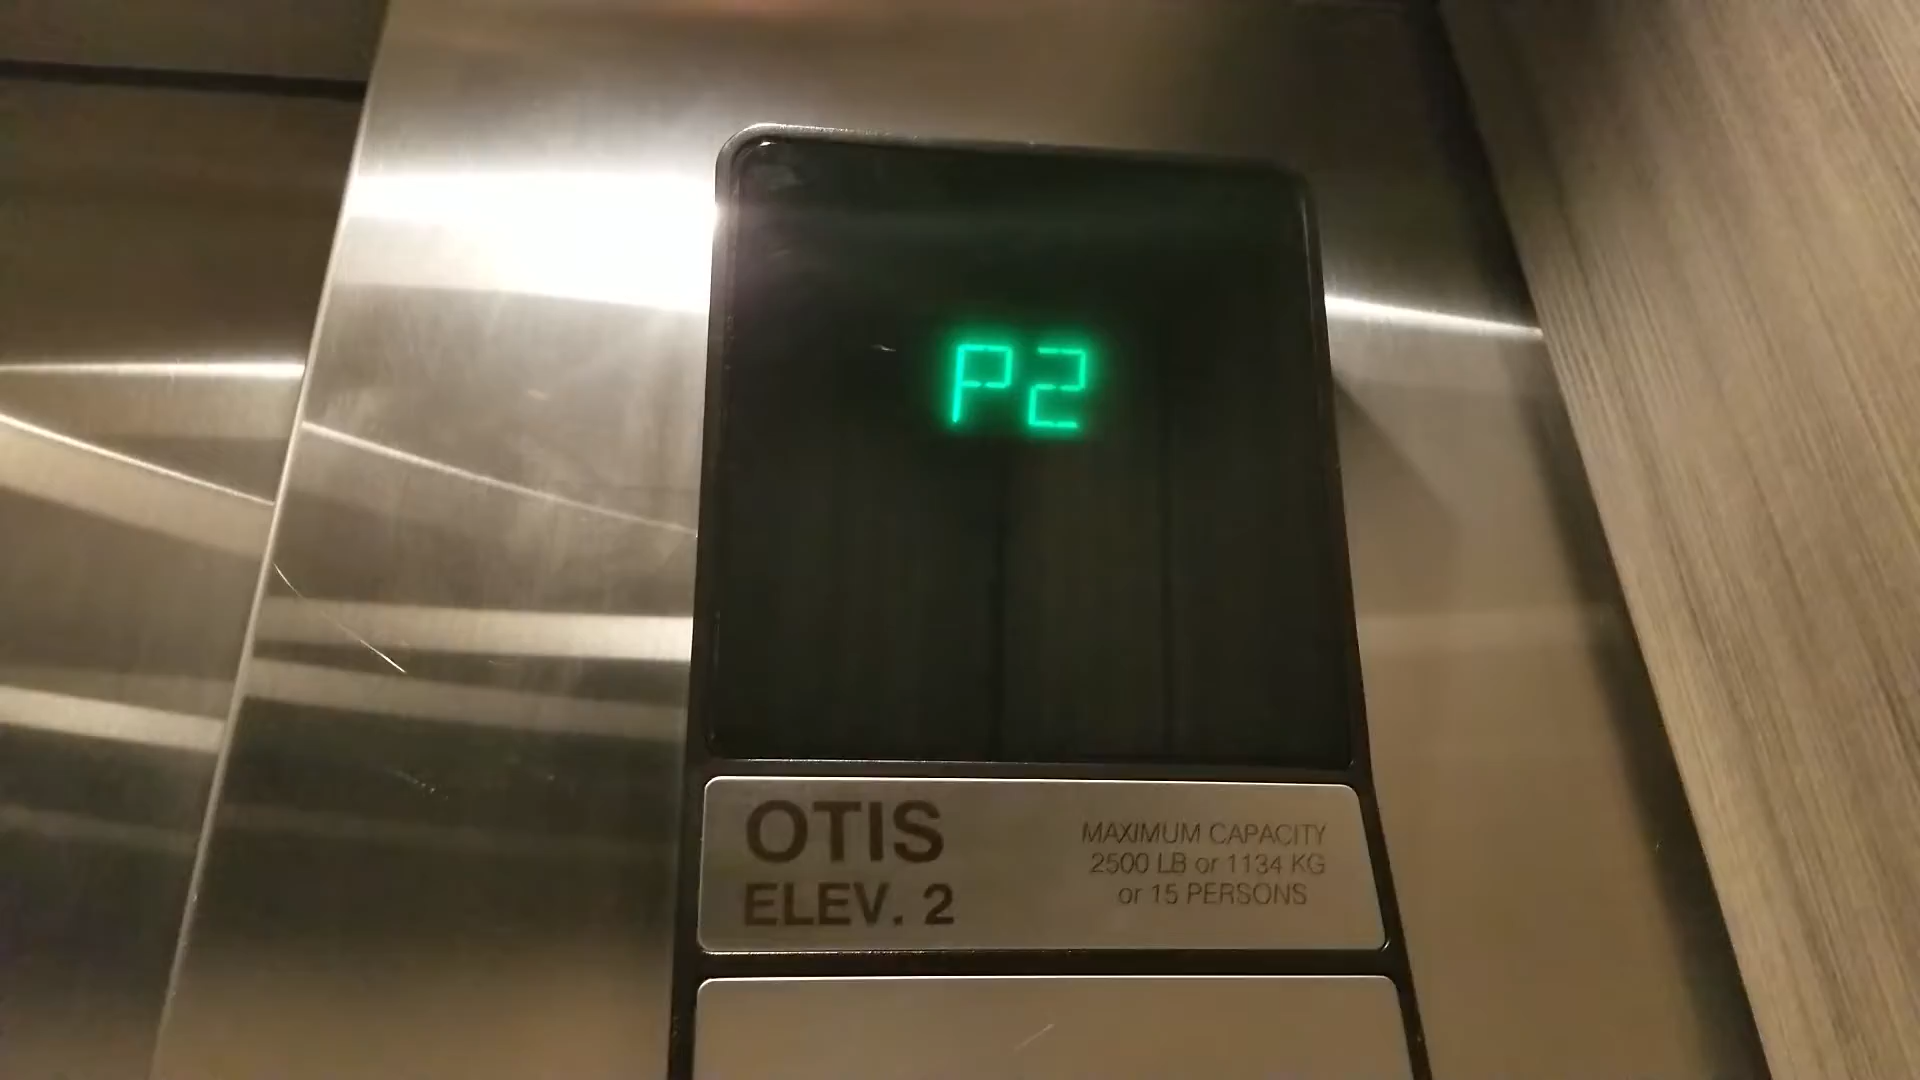 P2
OTIS
ELEV. 2
MAXIMUM CAPACITY
2500 LB or 1134 KG
or 15 PERSONS